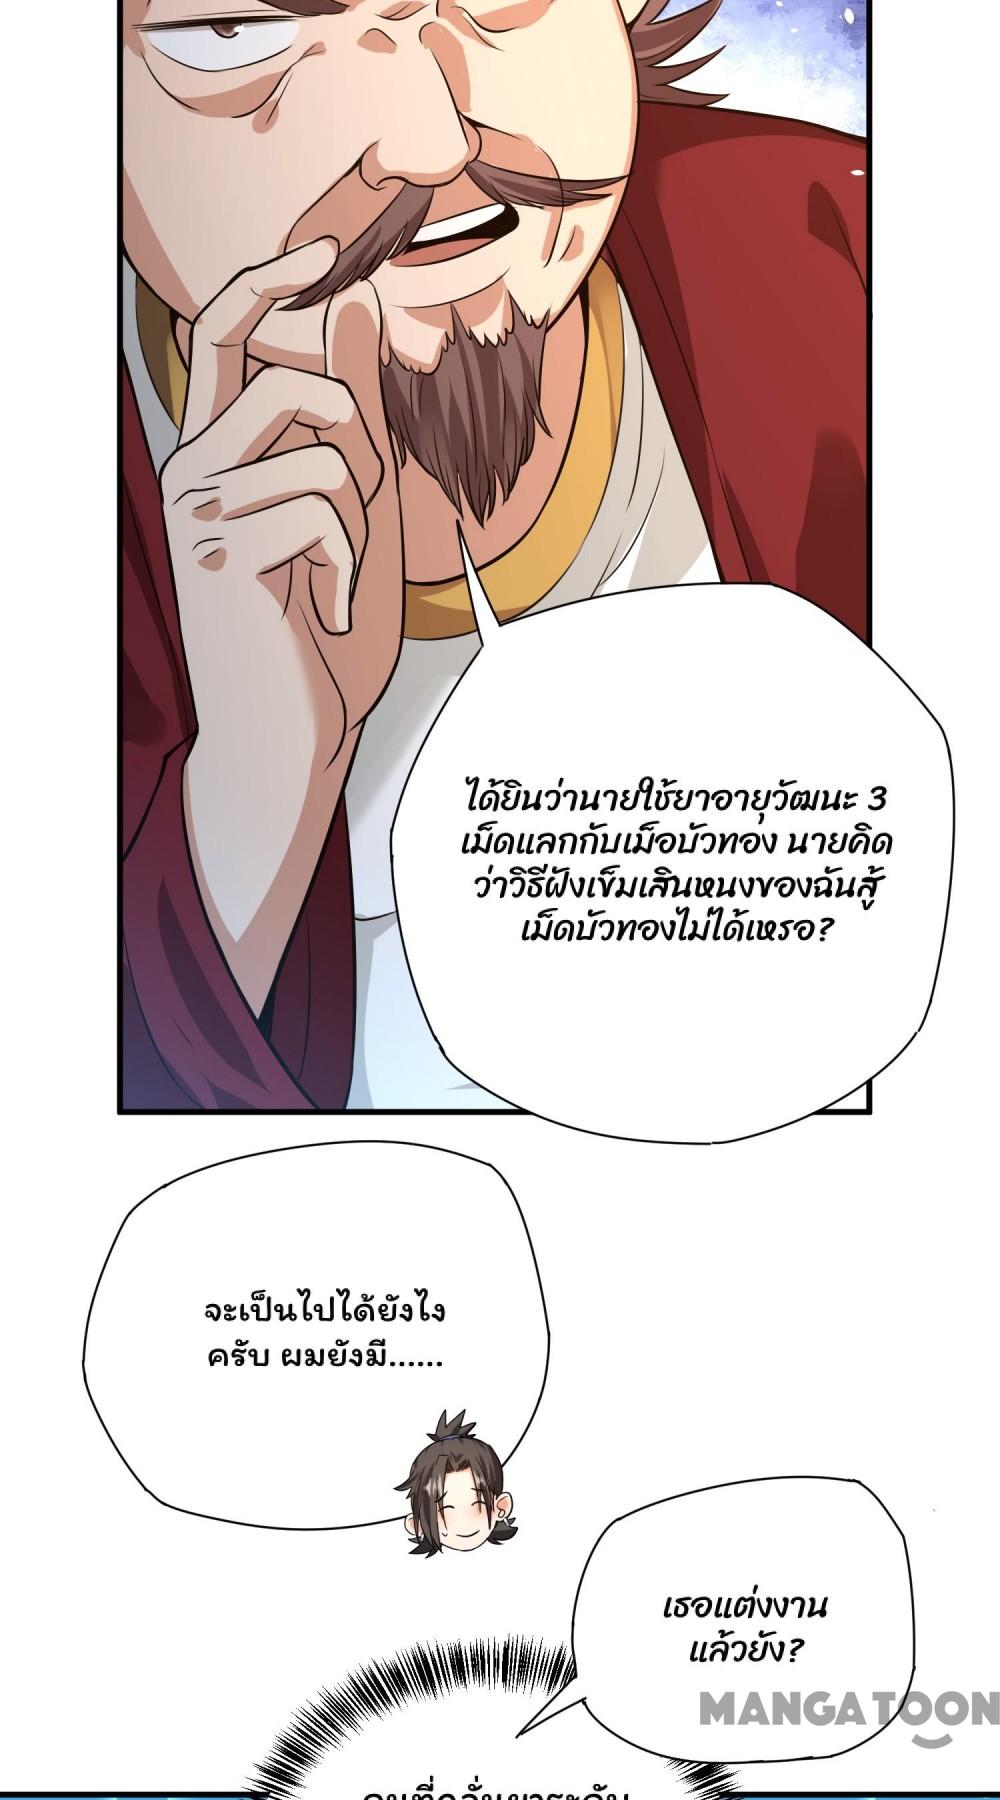 ได้ยินว่านายใช้ยาอายุวัฒนะ 3
เม็ดแลกกับเม็อบัวทอง นายคิด
ว่าวิธีฝังเข็มเสินหนงของฉันสู้
เม็ดบัวทองไม่ได้เหรอ?
จะเป็นไปได้ยังไง
ครับ ผมยังมี......
เธอแต่งงาน
แล้วยัง?
MANGATOON